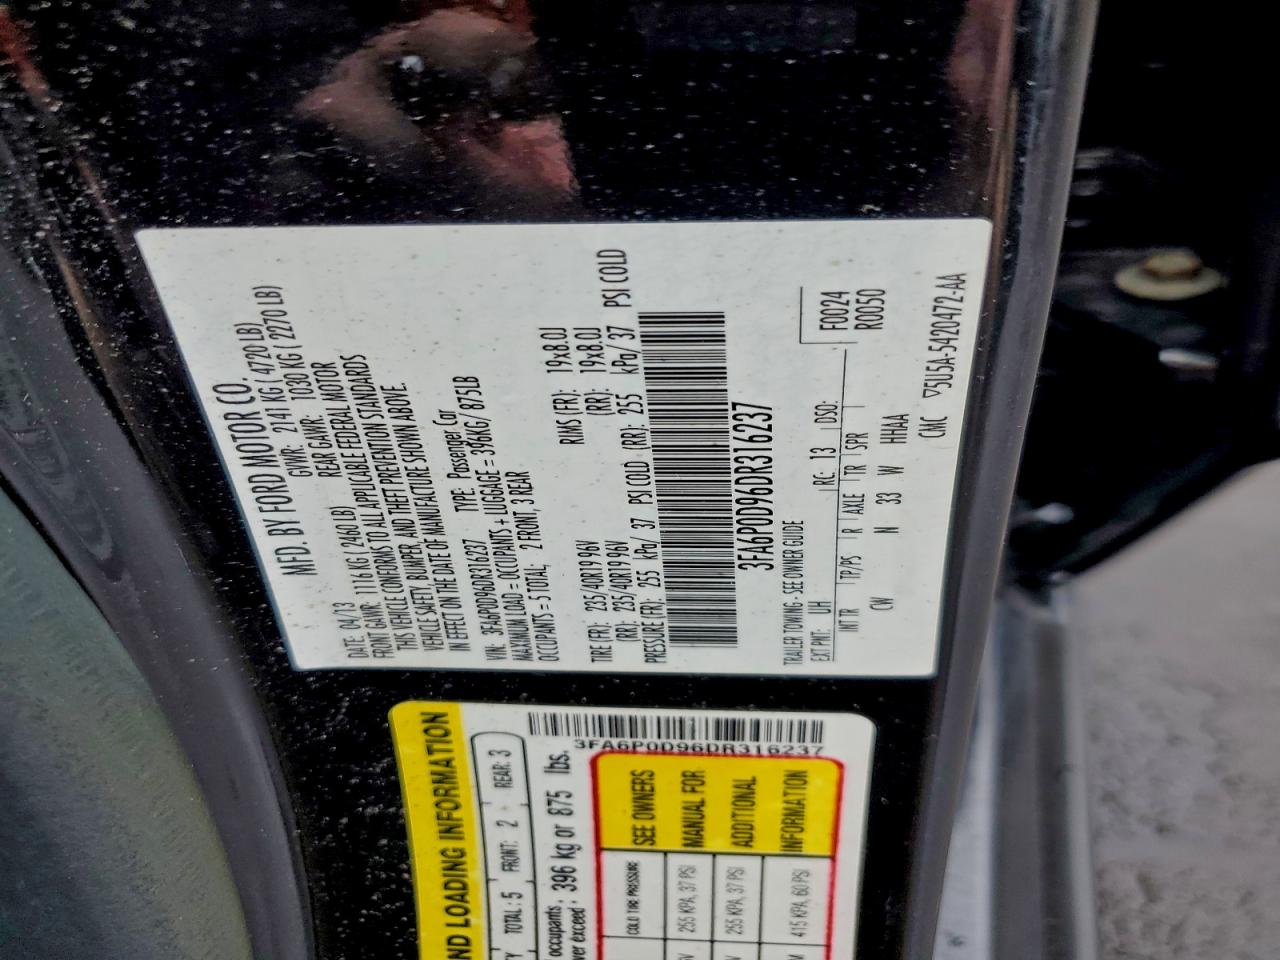 MFD. BY FORD MOTOR CO.
DATE: 04/13 GVWR: 2141 KG ( 4720 LB)
FRONT GAWR: 1116 KG (2460 LB) REAR GAWR: 1030 KG ( 2270 LB)
THIS VEHICLE CONFORMS TO ALL APPLICABLE FEDERAL MOTOR
VEHICLE SAFETY, BUMPER, AND THEFT PREVENTION STANDARDS
IN EFFECT ON THE DATE OF MANUFACTURE SHOWN ABOVE.
VIN: 3FA6P0D96DR316237 TYPE: Passenger Car
MAXIMUM LOAD = OCCUPANTS + LUGGAGE = 396KG/ 875LB
OCCUPANTS = 5 TOTAL, 2 FRONT, 3 REAR
TIRE (FR): 235/40R19 96V RIMS (FR): 19x8.0J
(RR): 235/40R19 96V (RR): 19x8.0J
PRESSURE (FR), 255 kPa/ 37 PSI COLD (RR): 255 kPa/ 37 PSI COLD
3FA6P0D96DR316237
TRAILER TOWING - SEE OWNER GUIDE
EXT PNT: UH RC: 13 DSO: F0024
R0050
INT TR TP/PS R AXLE TR SPR
CW N 33 W HHAA
CMC ▽5U5A-5420472-AA
3FA6P0D96DR316237
ND LOADING INFORMATION
TOTAL: 5 FRONT: 2 REAR: 3
occupants
ver exceed 396 kg or 875 lbs.
COLD TIRE PRESSURE SEE OWNERS
255 KPA, 37 PSI MANUAL FOR
255 KPA, 37 PSI ADDITIONAL
415 KPA, 60 PSI INFORMATION